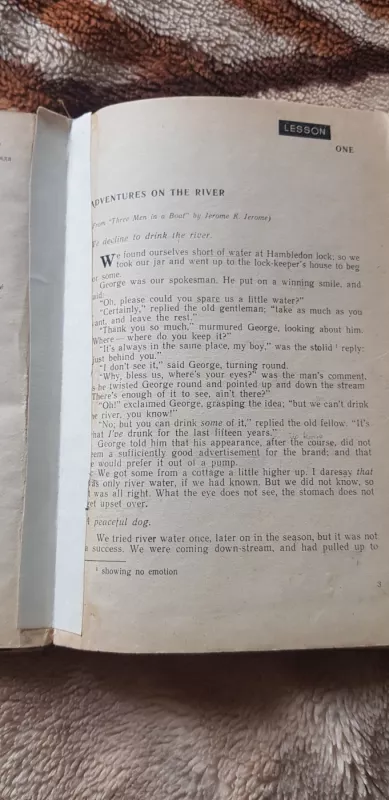 LESSON
ONE
ADVENTURES ON THE RIVER
From "Three Men in a Boat" by Jerome K. Jerome)
To decline to drink the river.
We found ourselves short of water at Hambledon lock; so we
took our jar and went up to the lock-keeper's house to beg
or some.
George was our spokesman. He put on a winning smile, and
said:
"Oh, please could you spare us a little water?"
"Certainly," replied the old gentleman; "take as much as you
want, and leave the rest."
"Thank you so much," murmured George, looking about him.
Where— where do you keep it?"
"It's always in the same place, my boy," was the stolid ¹ reply:
just behind you."
"I don't see it," said George, turning round.
"Why, bless us, where's your eyes?" was the man's comment,
s he twisted George round and pointed up and down the stream
There's enough of it to see, ain't there?"
"Oh!" exclaimed George, grasping the idea; "but we can't drink
he river, you know!"
"No; but you can drink some of it," replied the old fellow. "It's
hat I've drunk for the last fifteen years."
George told him that his appearance, after the course, did not
em a sufficiently good advertisement for the brand; and that
e would prefer it out of a pump.
We got some from a cottage a little higher up. I daresay that
as only river water, if we had known. But we did not know, so
t was all right. What the eye does not see, the stomach does not
get upset over.
A peaceful dog.
We tried river water once, later on in the season, but it was not
a success. We were coming down-stream, and had pulled up to
¹ showing no emotion
3